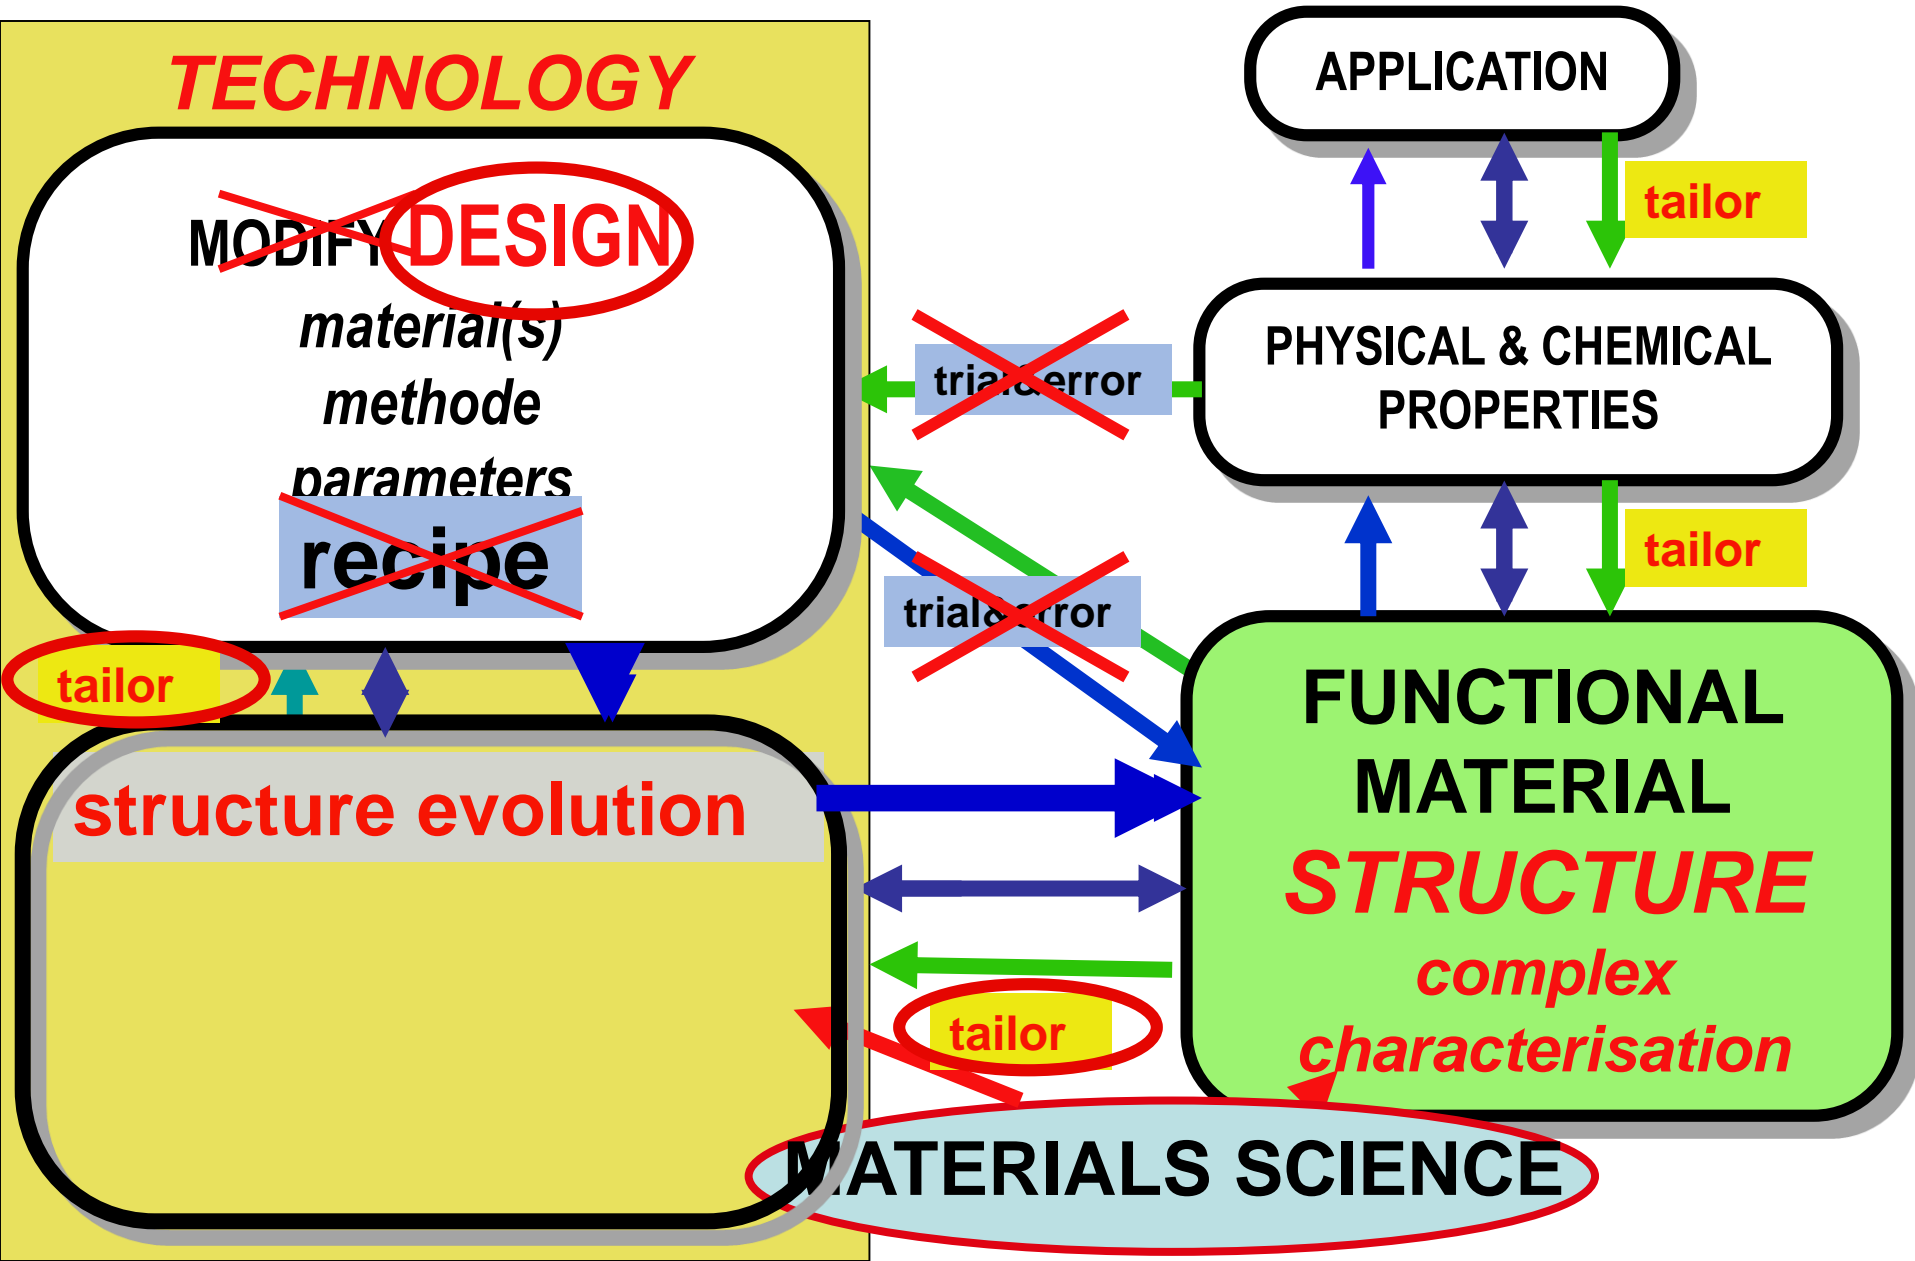 TECHNOLOGY
MODIFY DESIGN
material(s)
methode
parameters
recipe
tailor
structure evolution
trial&error
trial&error
tailor
APPLICATION
tailor
PHYSICAL & CHEMICAL
PROPERTIES
tailor
FUNCTIONAL
MATERIAL
STRUCTURE
complex
characterisation
MATERIALS SCIENCE